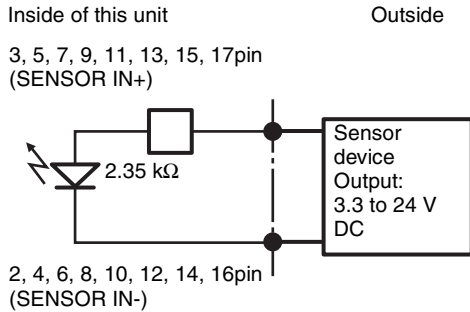 Inside of this unit
Outside
3, 5, 7, 9, 11, 13, 15, 17pin
(SENSOR IN+)
2.35 kΩ
Sensor
device
Output:
3.3 to 24 V
DC
2, 4, 6, 8, 10, 12, 14, 16pin
(SENSOR IN-)